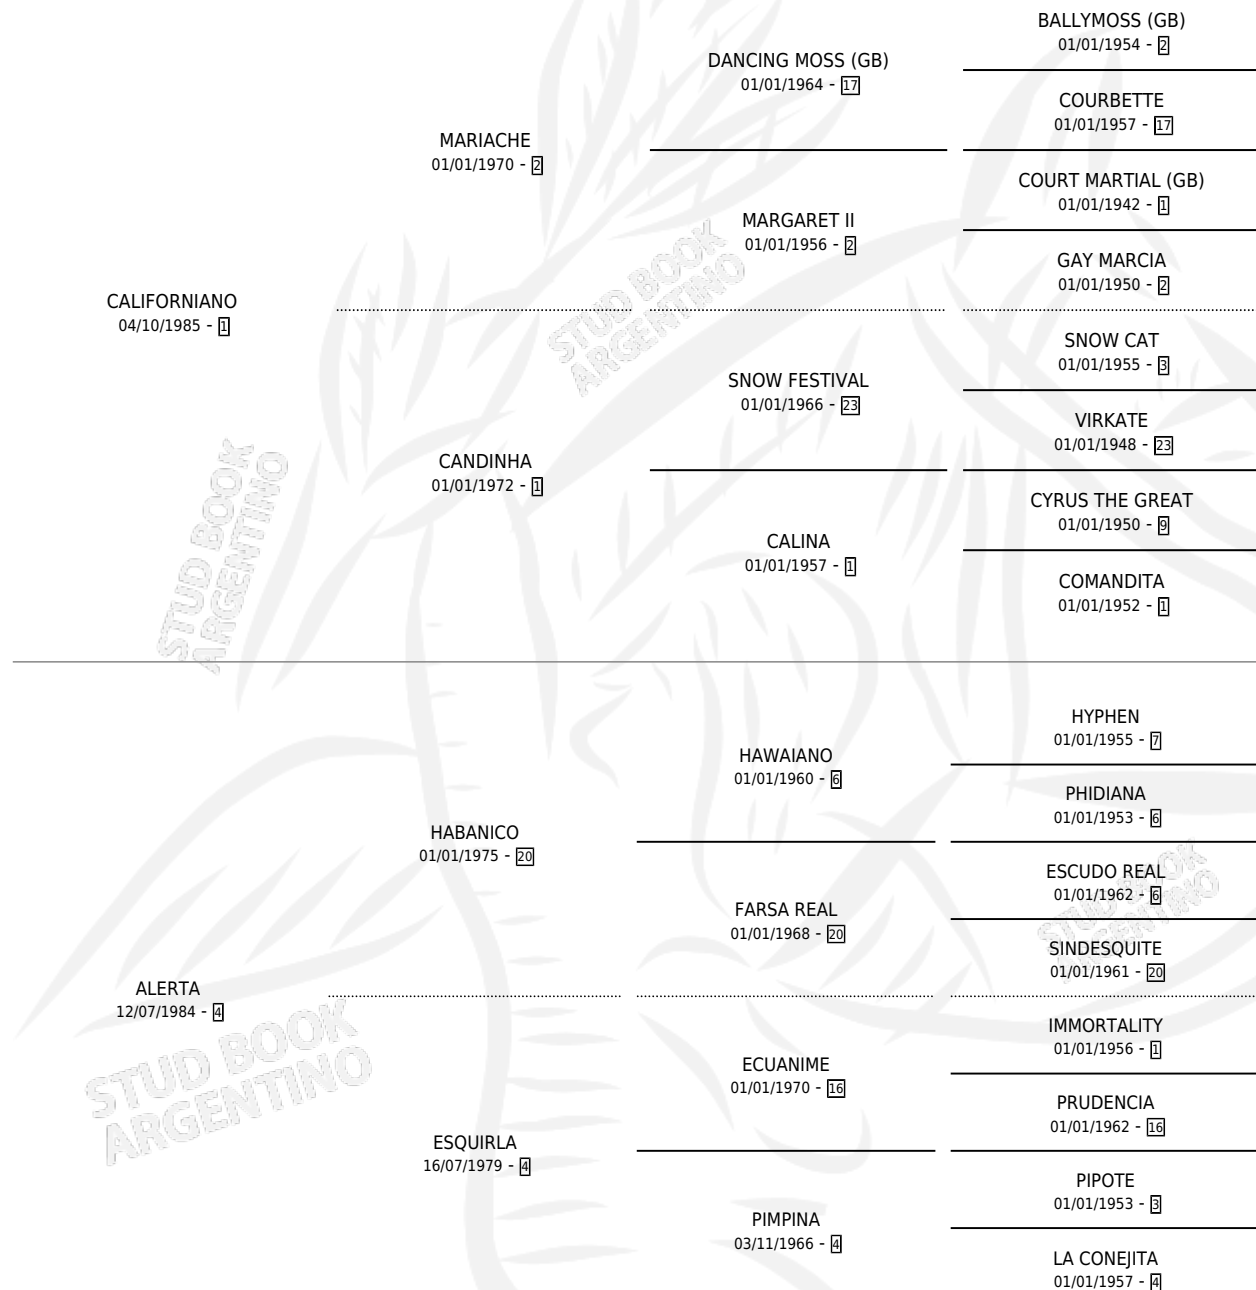 CALIFORNIANO
04/10/1985 - 1
MARIACHE
01/01/1970 - 2
DANCING MOSS (GB)
01/01/1964 - 17
BALLYMOSS (GB)
01/01/1954 - 2
COURBETTE
01/01/1957 - 17
MARGARET II
01/01/1956 - 2
COURT MARTIAL (GB)
01/01/1942 - 1
GAY MARCIA
01/01/1950 - 2
CANDINHA
01/01/1972 - 1
SNOW FESTIVAL
01/01/1966 - 23
SNOW CAT
01/01/1955 - 3
VIRKATE
01/01/1948 - 23
CALINA
01/01/1957 - 1
CYRUS THE GREAT
01/01/1950 - 9
COMANDITA
01/01/1952 - 1
ALERTA
12/07/1984 - 4
HABANICO
01/01/1975 - 20
HAWAIANO
01/01/1960 - 6
HYPHEN
01/01/1955 - 7
PHIDIANA
01/01/1953 - 6
FARSA REAL
01/01/1968 - 20
ESCUDO REAL
01/01/1962 - 6
SINDESQUITE
01/01/1961 - 20
ESQUIRLA
16/07/1979 - 4
ECUANIME
01/01/1970 - 16
IMMORTALITY
01/01/1956 - 1
PRUDENCIA
01/01/1962 - 16
PIMPINA
03/11/1966 - 4
PIPOTE
01/01/1953 - 3
LA CONEJITA
01/01/1957 - 4
STUD BOOK
ARGENTINO
STUD BOOK
ARGENTINO
STUD BOOK
ARGENTINO
STUD BOOK
ARGENTINO